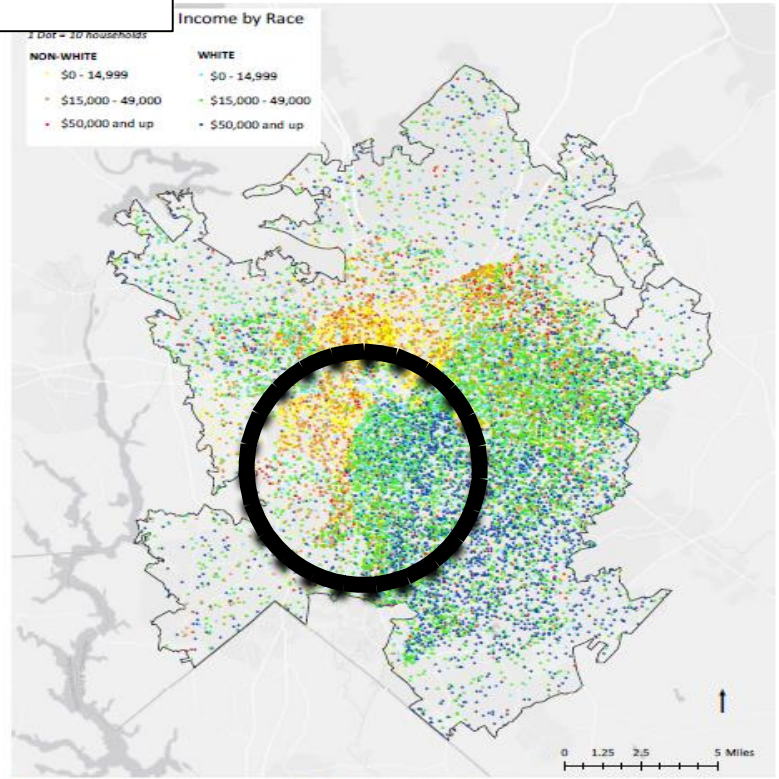 Income by Race
1 Dot = 10 households
NON-WHITE WHITE
$0 - 14,999 $0 - 14,999
$15,000 - 49,000 $15,000 - 49,000
$50,000 and up $50,000 and up
0 1.25 2.5 5 Miles